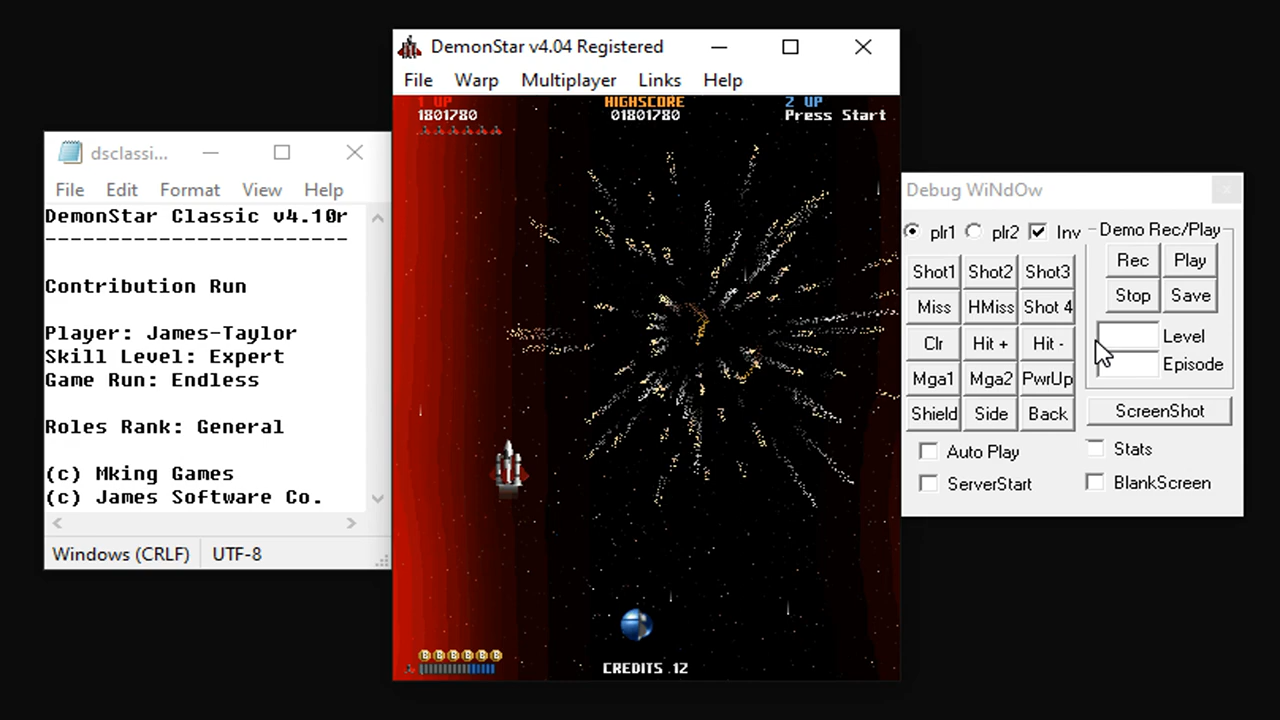 dsclassi...
File Edit Format View Help
DemonStar Classic v4.10r
------------------------
Contribution Run
Player: James-Taylor
Skill Level: Expert
Game Run: Endless
Roles Rank: General
(c) Mking Games
(c) James Software Co.
Windows (CRLF) UTF-8
DemonStar v4.04 Registered
File Warp Multiplayer Links Help
1 UP HIGHSCORE 2 UP
1801780 01801780 Press Start
B B B B B B
CREDITS 12
Debug WiNdOw
plr1 plr2 Inv Demo Rec/Play
Shot1 Shot2 Shot3 Rec Play
Miss HMiss Shot 4 Stop Save
Clr Hit + Hit - Level
Mga1 Mga2 PwrUp Episode
Shield Side Back ScreenShot
Auto Play Stats
ServerStart BlankScreen